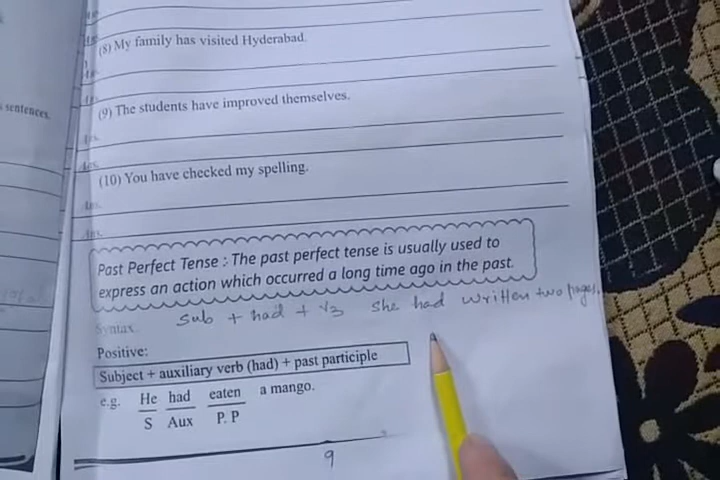 sentences.
(8) My family has visited Hyderabad.
(9) The students have improved themselves.
(10) You have checked my spelling.
Ans.
Ans.
Past Perfect Tense : The past perfect tense is usually used to
express an action which occurred a long time ago in the past.
Syntax
sub + had + V3 she had written two pages.
Positive:
Subject + auxiliary verb (had) + past participle
e.g. He had eaten a mango.
S Aux P. P
9